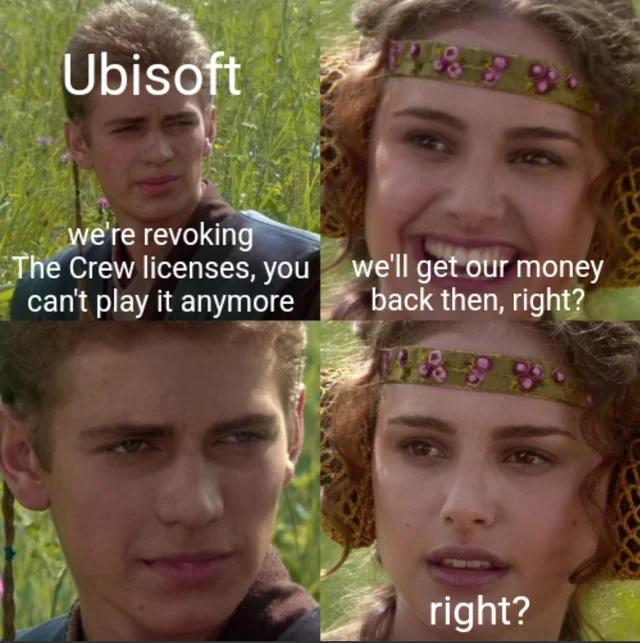 Ubisoft
we're revoking
The Crew licenses, you
can't play it anymore
we'll get our money
back then, right?
right?